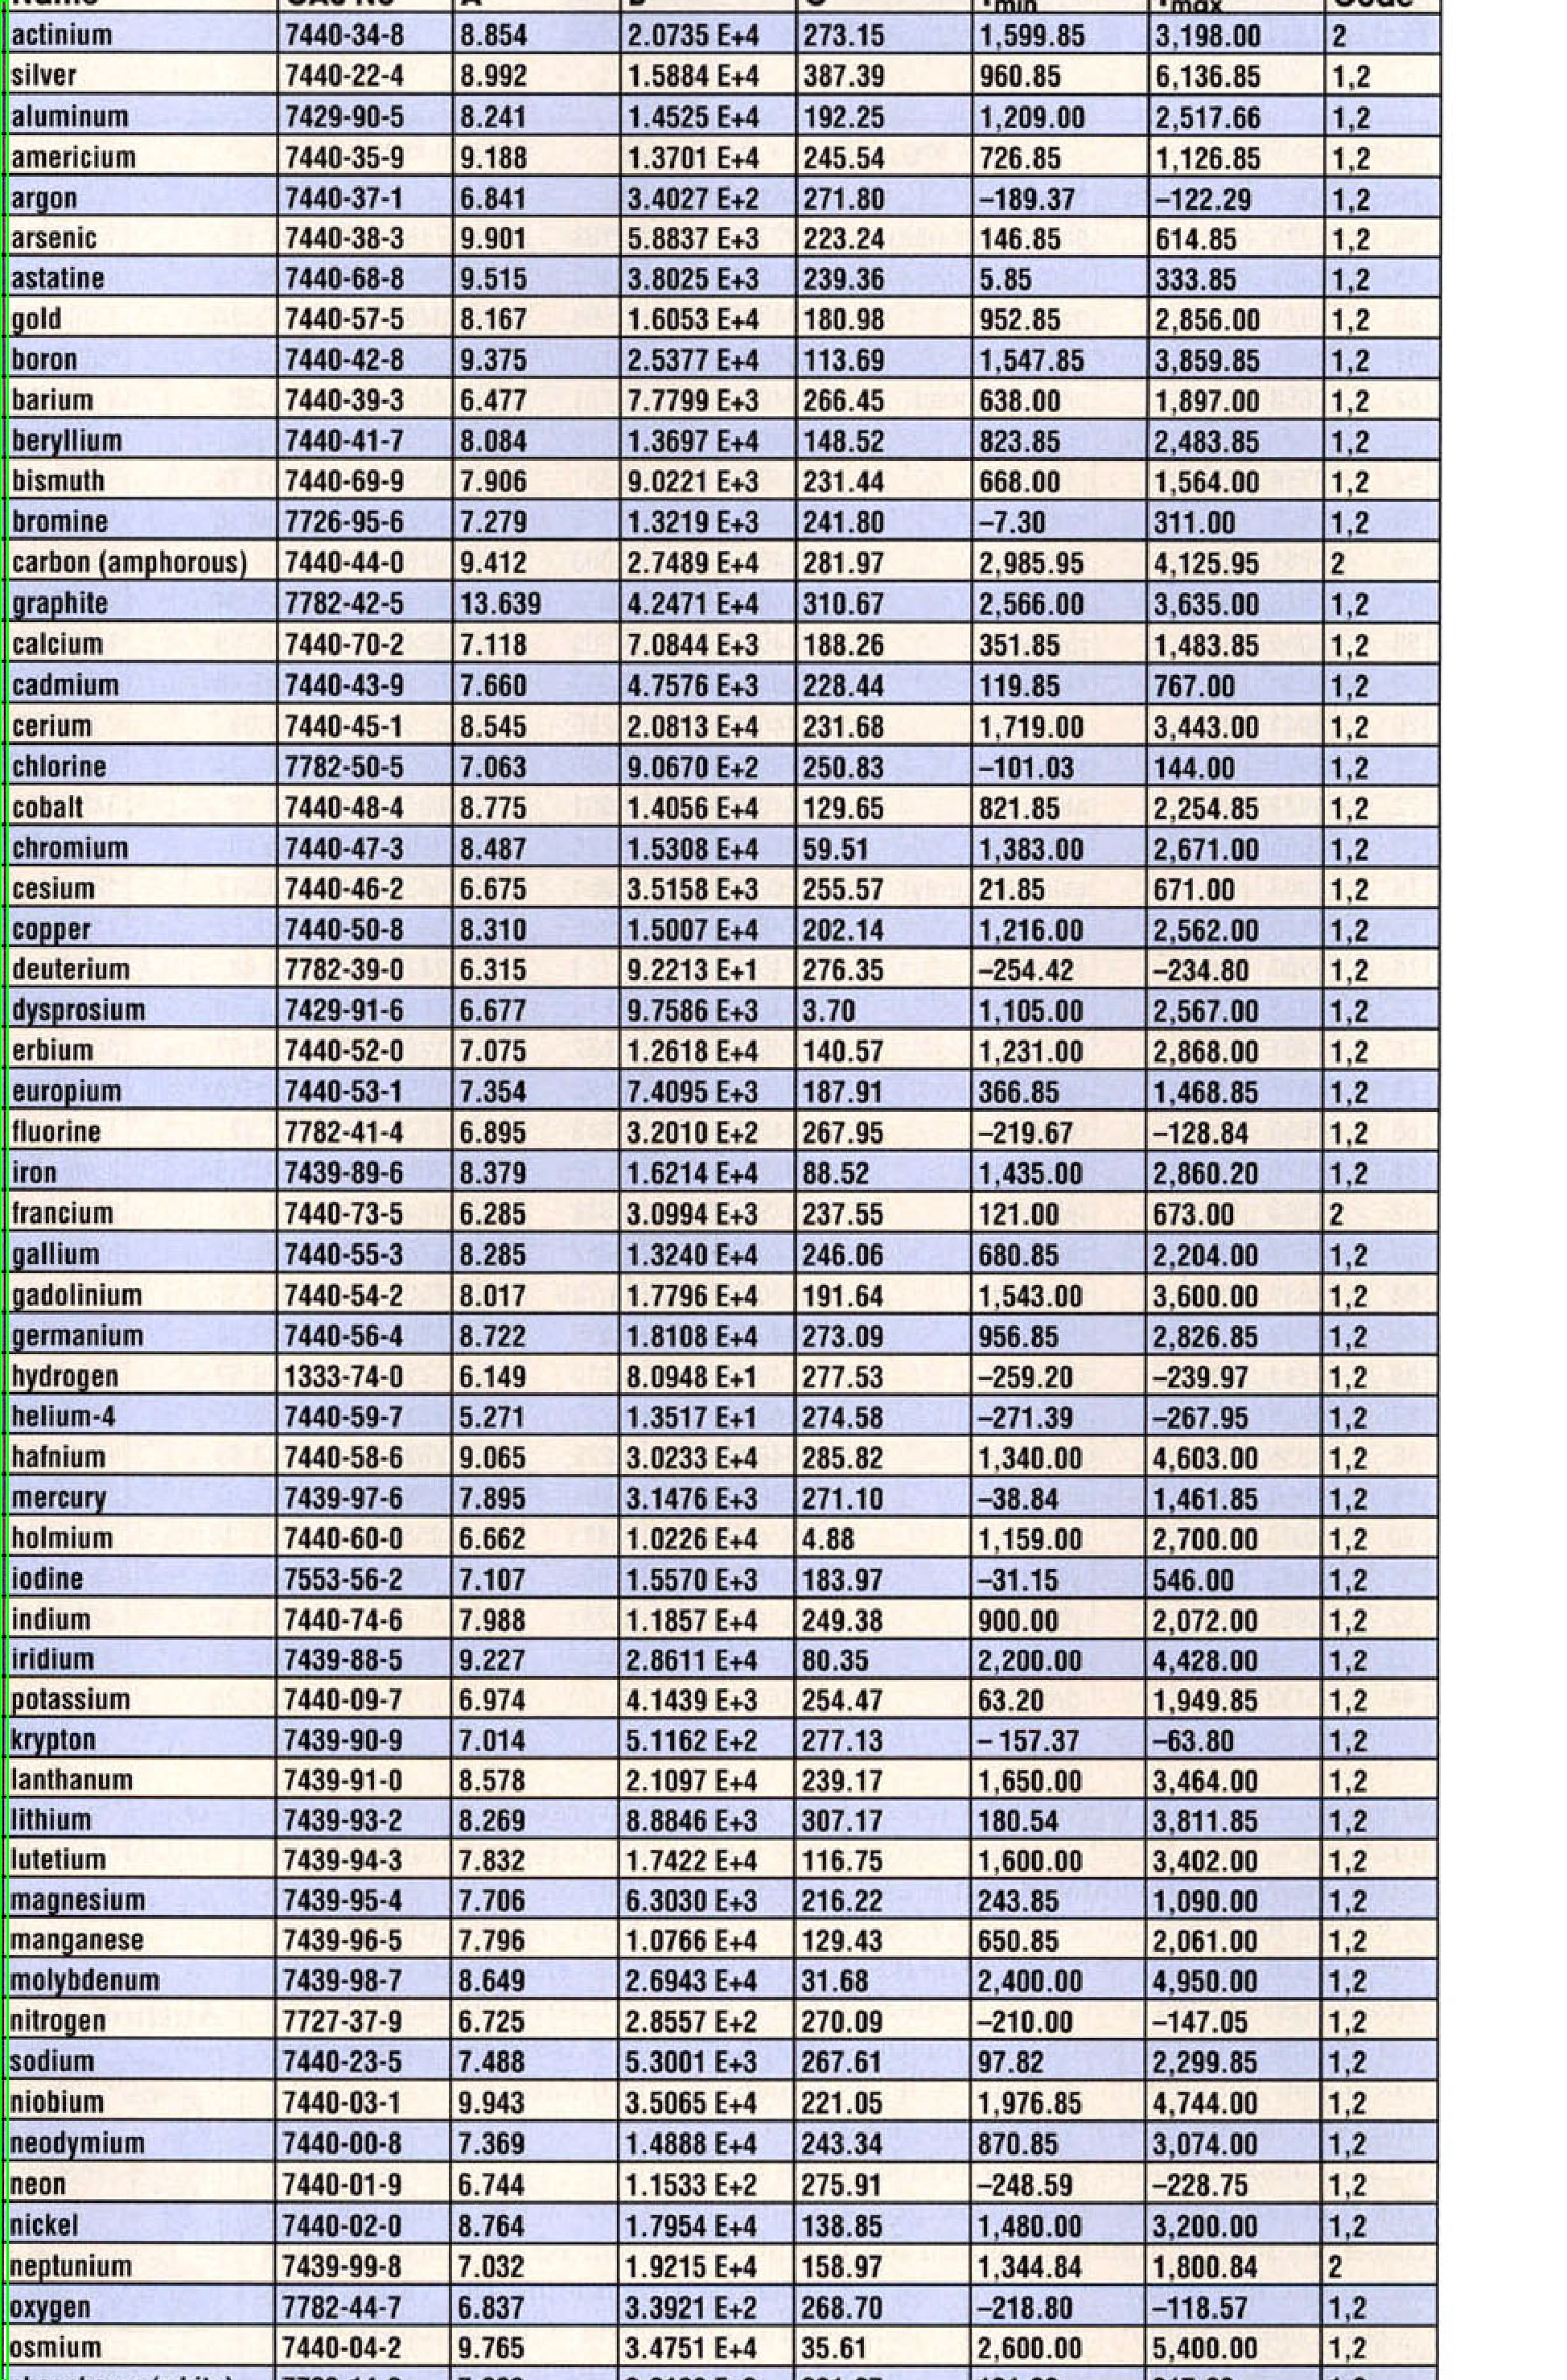 actinium 7440-34-8 8.854 2.0735 E+4 273.15 1,599.85 3,198.00 2
silver 7440-22-4 8.992 1.5884 E+4 387.39 960.85 6,136.85 1,2
aluminum 7429-90-5 8.241 1.4525 E+4 192.25 1,209.00 2,517.66 1,2
americium 7440-35-9 9.188 1.3701 E+4 245.54 726.85 1,126.85 1,2
argon 7440-37-1 6.841 3.4027 E+2 271.80 –189.37 –122.29 1,2
arsenic 7440-38-3 9.901 5.8837 E+3 223.24 146.85 614.85 1,2
astatine 7440-68-8 9.515 3.8025 E+3 239.36 5.85 333.85 1,2
gold 7440-57-5 8.167 1.6053 E+4 180.98 952.85 2,856.00 1,2
boron 7440-42-8 9.375 2.5377 E+4 113.69 1,547.85 3,859.85 1,2
barium 7440-39-3 6.477 7.7799 E+3 266.45 638.00 1,897.00 1,2
beryllium 7440-41-7 8.084 1.3697 E+4 148.52 823.85 2,483.85 1,2
bismuth 7440-69-9 7.906 9.0221 E+3 231.44 668.00 1,564.00 1,2
bromine 7726-95-6 7.279 1.3219 E+3 241.80 –7.30 311.00 1,2
carbon (amphorous) 7440-44-0 9.412 2.7489 E+4 281.97 2,985.95 4,125.95 2
graphite 7782-42-5 13.639 4.2471 E+4 310.67 2,566.00 3,635.00 1,2
calcium 7440-70-2 7.118 7.0844 E+3 188.26 351.85 1,483.85 1,2
cadmium 7440-43-9 7.660 4.7576 E+3 228.44 119.85 767.00 1,2
cerium 7440-45-1 8.545 2.0813 E+4 231.68 1,719.00 3,443.00 1,2
chlorine 7782-50-5 7.063 9.0670 E+2 250.83 –101.03 144.00 1,2
cobalt 7440-48-4 8.775 1.4056 E+4 129.65 821.85 2,254.85 1,2
chromium 7440-47-3 8.487 1.5308 E+4 59.51 1,383.00 2,671.00 1,2
cesium 7440-46-2 6.675 3.5158 E+3 255.57 21.85 671.00 1,2
copper 7440-50-8 8.310 1.5007 E+4 202.14 1,216.00 2,562.00 1,2
deuterium 7782-39-0 6.315 9.2213 E+1 276.35 –254.42 –234.80 1,2
dysprosium 7429-91-6 6.677 9.7586 E+3 3.70 1,105.00 2,567.00 1,2
erbium 7440-52-0 7.075 1.2618 E+4 140.57 1,231.00 2,868.00 1,2
europium 7440-53-1 7.354 7.4095 E+3 187.91 366.85 1,468.85 1,2
fluorine 7782-41-4 6.895 3.2010 E+2 267.95 –219.67 –128.84 1,2
iron 7439-89-6 8.379 1.6214 E+4 88.52 1,435.00 2,860.20 1,2
francium 7440-73-5 6.285 3.0994 E+3 237.55 121.00 673.00 2
gallium 7440-55-3 8.285 1.3240 E+4 246.06 680.85 2,204.00 1,2
gadolinium 7440-54-2 8.017 1.7796 E+4 191.64 1,543.00 3,600.00 1,2
germanium 7440-56-4 8.722 1.8108 E+4 273.09 956.85 2,826.85 1,2
hydrogen 1333-74-0 6.149 8.0948 E+1 277.53 –259.20 –239.97 1,2
helium-4 7440-59-7 5.271 1.3517 E+1 274.58 –271.39 –267.95 1,2
hafnium 7440-58-6 9.065 3.0233 E+4 285.82 1,340.00 4,603.00 1,2
mercury 7439-97-6 7.895 3.1476 E+3 271.10 –38.84 1,461.85 1,2
holmium 7440-60-0 6.662 1.0226 E+4 4.88 1,159.00 2,700.00 1,2
iodine 7553-56-2 7.107 1.5570 E+3 183.97 –31.15 546.00 1,2
indium 7440-74-6 7.988 1.1857 E+4 249.38 900.00 2,072.00 1,2
iridium 7439-88-5 9.227 2.8611 E+4 80.35 2,200.00 4,428.00 1,2
potassium 7440-09-7 6.974 4.1439 E+3 254.47 63.20 1,949.85 1,2
krypton 7439-90-9 7.014 5.1162 E+2 277.13 – 157.37 –63.80 1,2
lanthanum 7439-91-0 8.578 2.1097 E+4 239.17 1,650.00 3,464.00 1,2
lithium 7439-93-2 8.269 8.8846 E+3 307.17 180.54 3,811.85 1,2
lutetium 7439-94-3 7.832 1.7422 E+4 116.75 1,600.00 3,402.00 1,2
magnesium 7439-95-4 7.706 6.3030 E+3 216.22 243.85 1,090.00 1,2
manganese 7439-96-5 7.796 1.0766 E+4 129.43 650.85 2,061.00 1,2
molybdenum 7439-98-7 8.649 2.6943 E+4 31.68 2,400.00 4,950.00 1,2
nitrogen 7727-37-9 6.725 2.8557 E+2 270.09 –210.00 –147.05 1,2
sodium 7440-23-5 7.488 5.3001 E+3 267.61 97.82 2,299.85 1,2
niobium 7440-03-1 9.943 3.5065 E+4 221.05 1,976.85 4,744.00 1,2
neodymium 7440-00-8 7.369 1.4888 E+4 243.34 870.85 3,074.00 1,2
neon 7440-01-9 6.744 1.1533 E+2 275.91 –248.59 –228.75 1,2
nickel 7440-02-0 8.764 1.7954 E+4 138.85 1,480.00 3,200.00 1,2
neptunium 7439-99-8 7.032 1.9215 E+4 158.97 1,344.84 1,800.84 2
oxygen 7782-44-7 6.837 3.3921 E+2 268.70 –218.80 –118.57 1,2
osmium 7440-04-2 9.765 3.4751 E+4 35.61 2,600.00 5,400.00 1,2